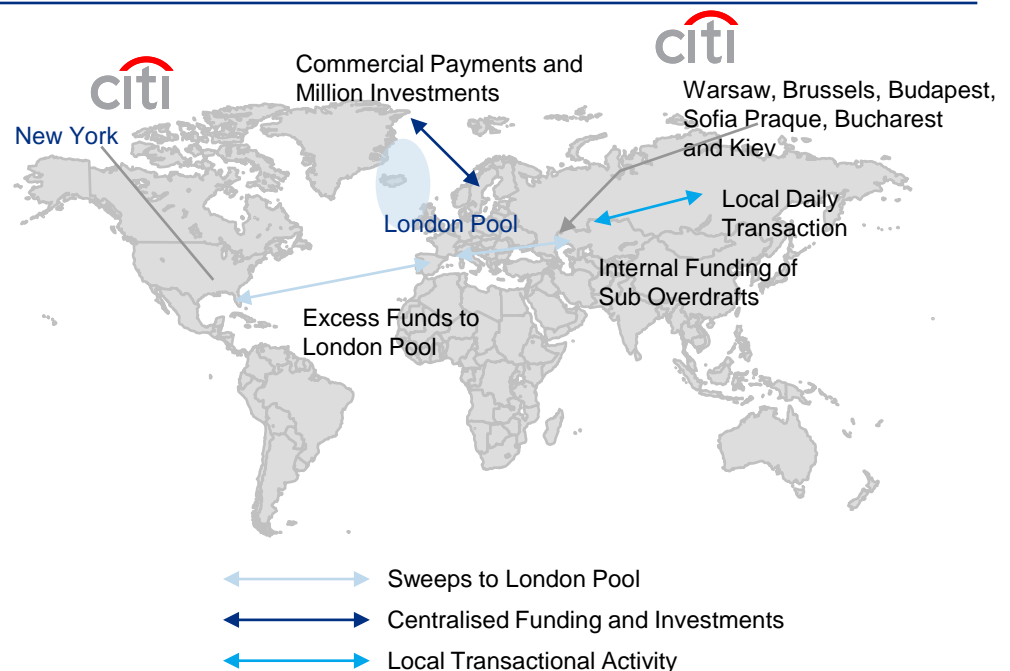 citi
citi
Commercial Payments and
Million Investments
Warsaw, Brussels, Budapest,
Sofia Praque, Bucharest
and Kiev
New York
Local Daily
Transaction
London Pool
Internal Funding of
Sub Overdrafts
Excess Funds to
London Pool
Sweeps to London Pool
Centralised Funding and Investments
Local Transactional Activity